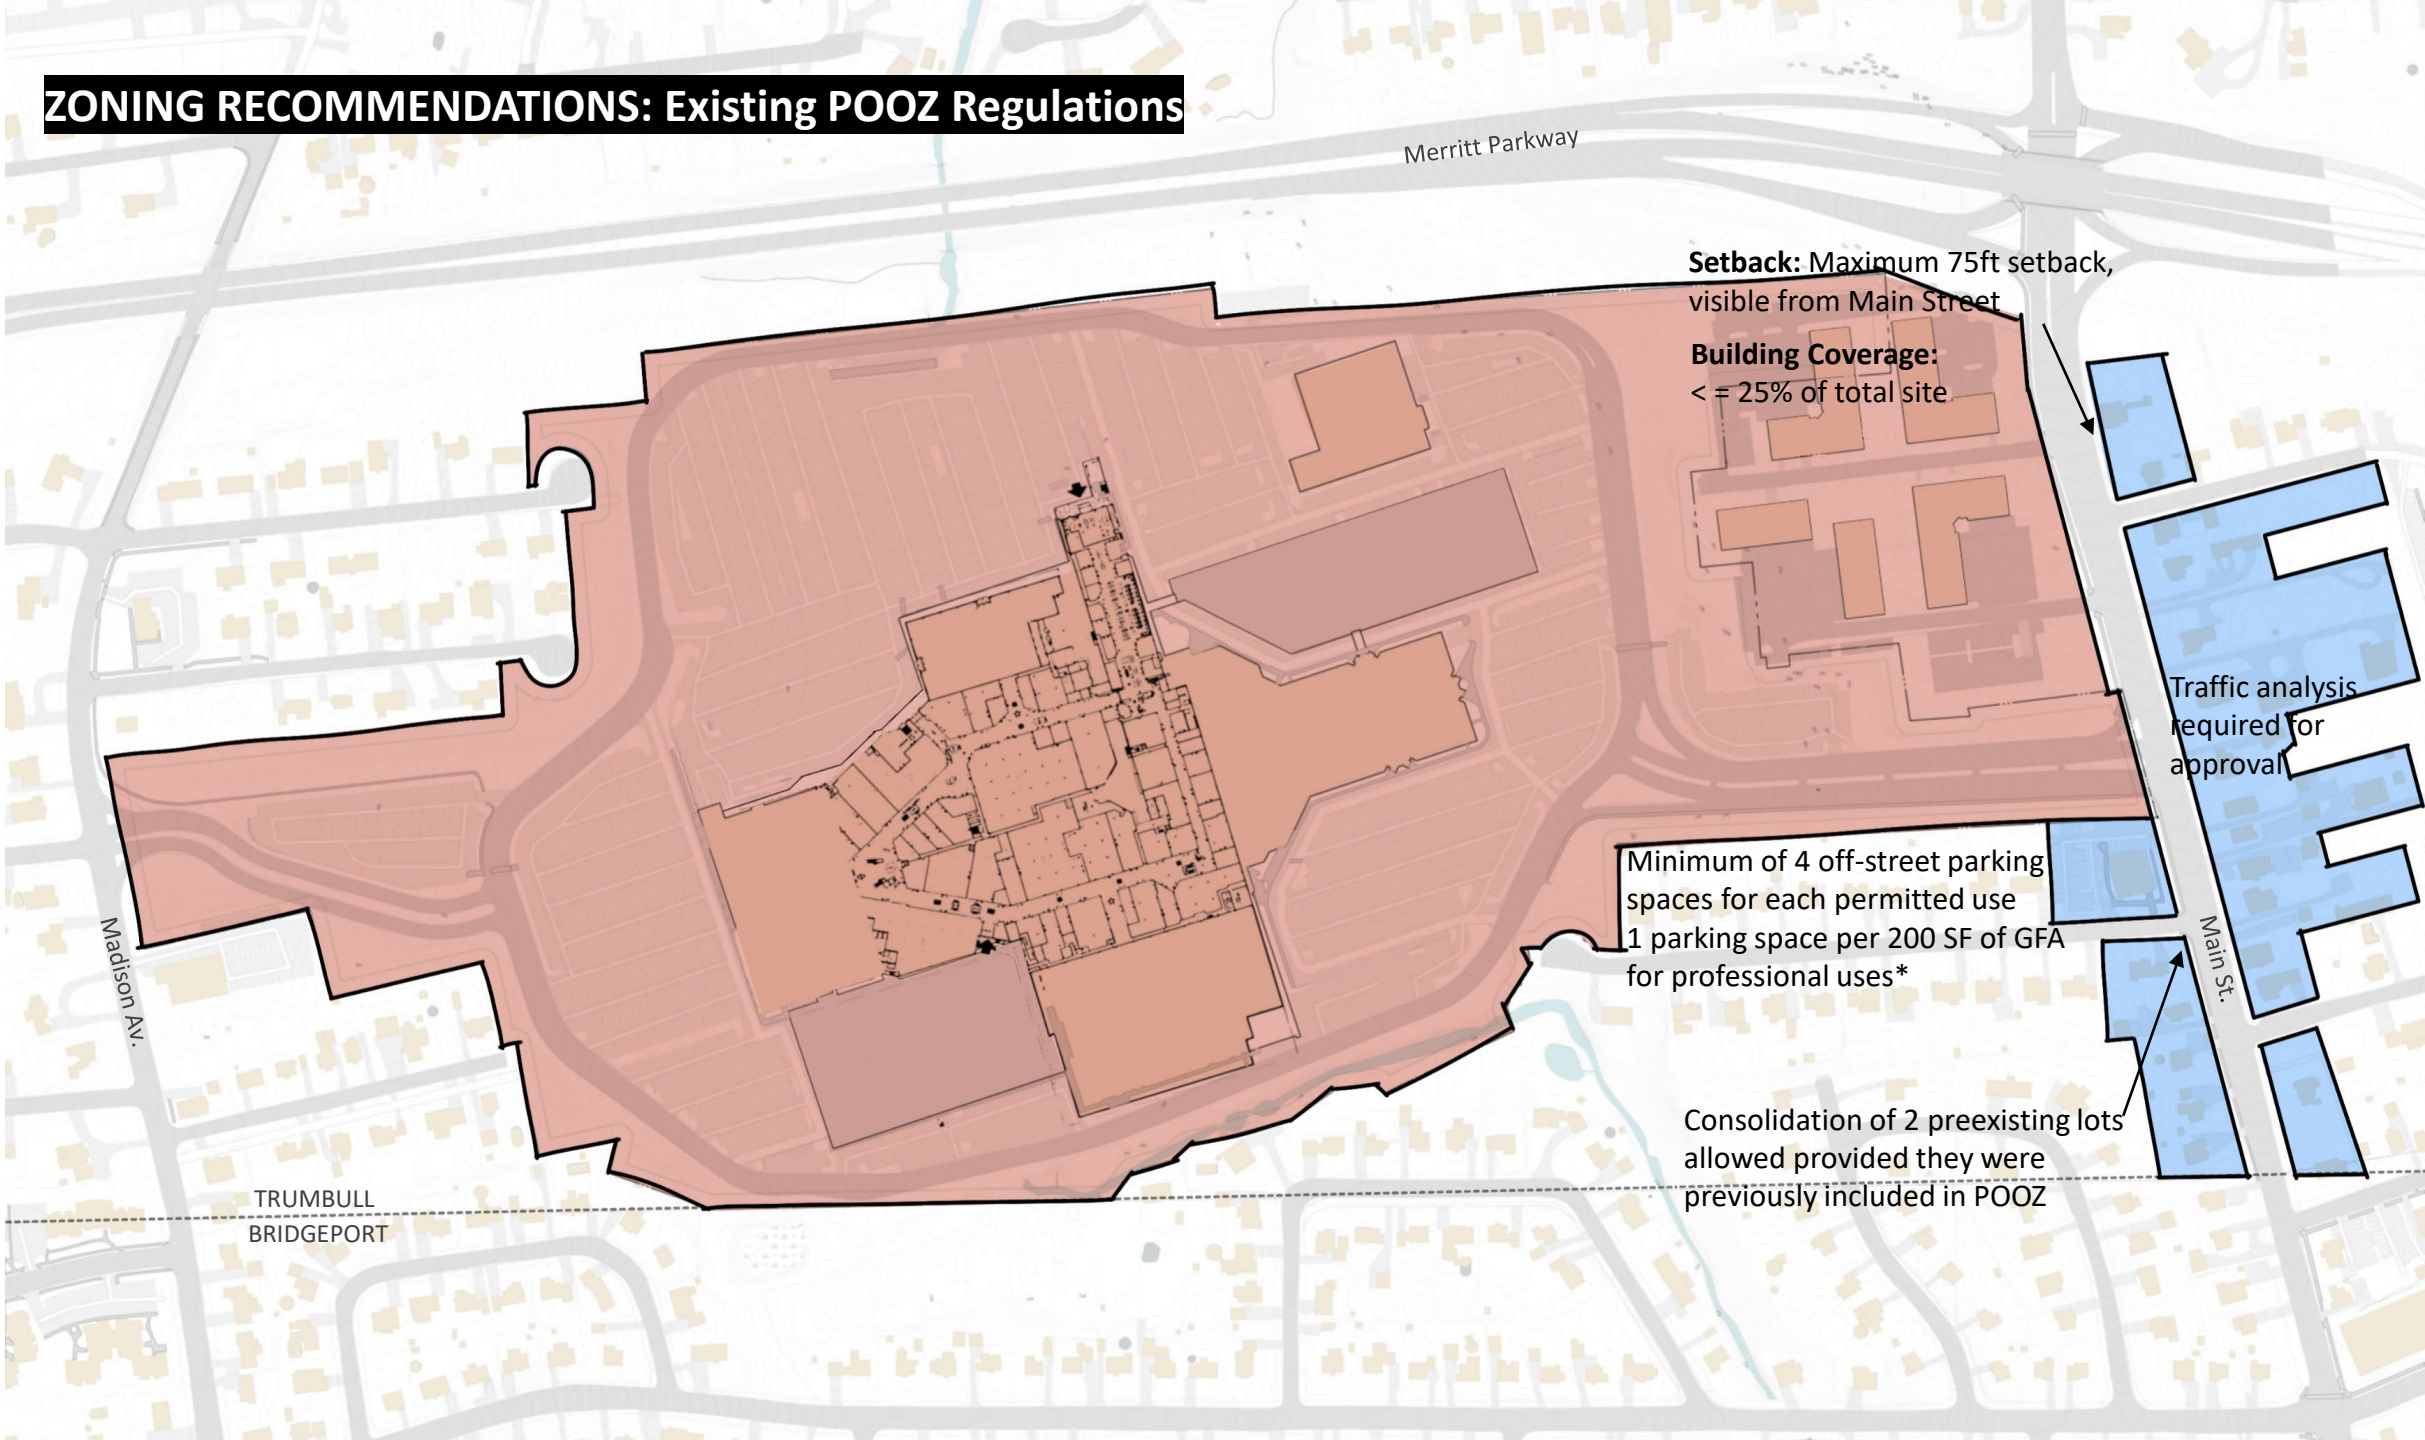 ZONING RECOMMENDATIONS: Existing POOZ Regulations
Merritt Parkway
Setback: Maximum 75ft setback,
visible from Main Street
Building Coverage:
< = 25% of total site
Traffic analysis
required for
approval
Minimum of 4 off-street parking
spaces for each permitted use
1 parking space per 200 SF of GFA
for professional uses*
Madison Av.
Main St.
Consolidation of 2 preexisting lots
allowed provided they were
previously included in POOZ
TRUMBULL
BRIDGEPORT